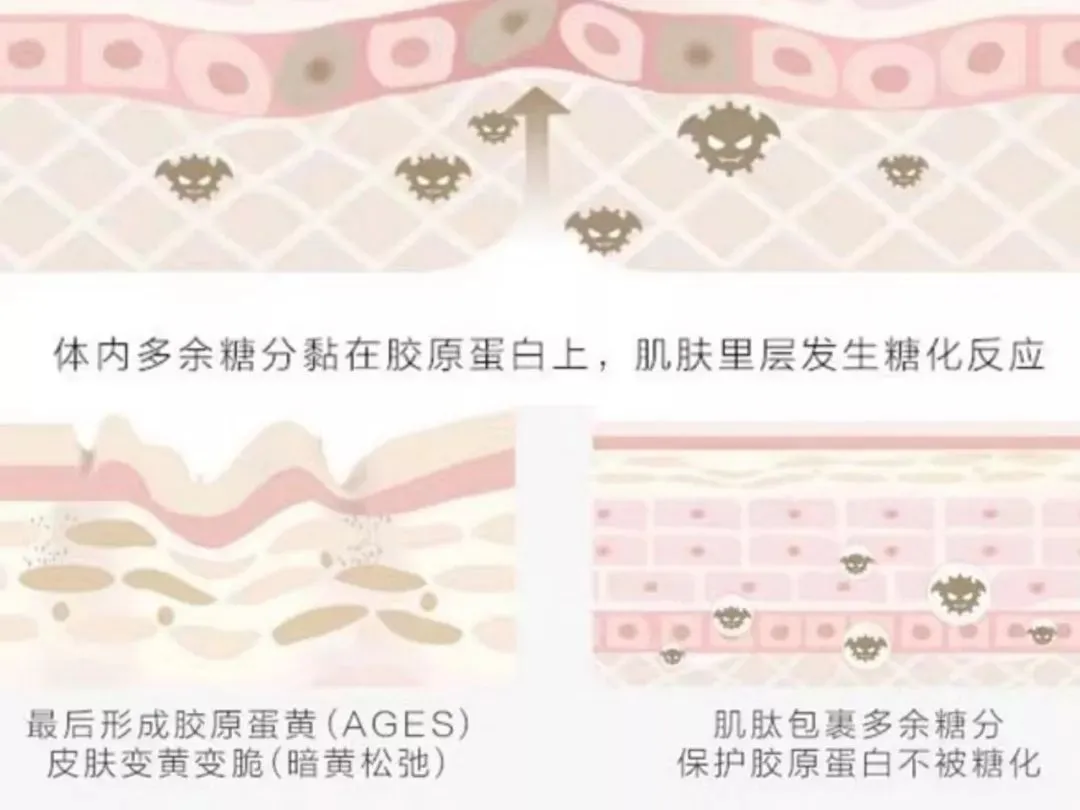 体内多余糖分黏在胶原蛋白上，肌肤里层发生糖化反应
最后形成胶原蛋黄(AGES)
皮肤变黄变脆(暗黄松弛)
肌肽包裹多余糖分
保护胶原蛋白不被糖化